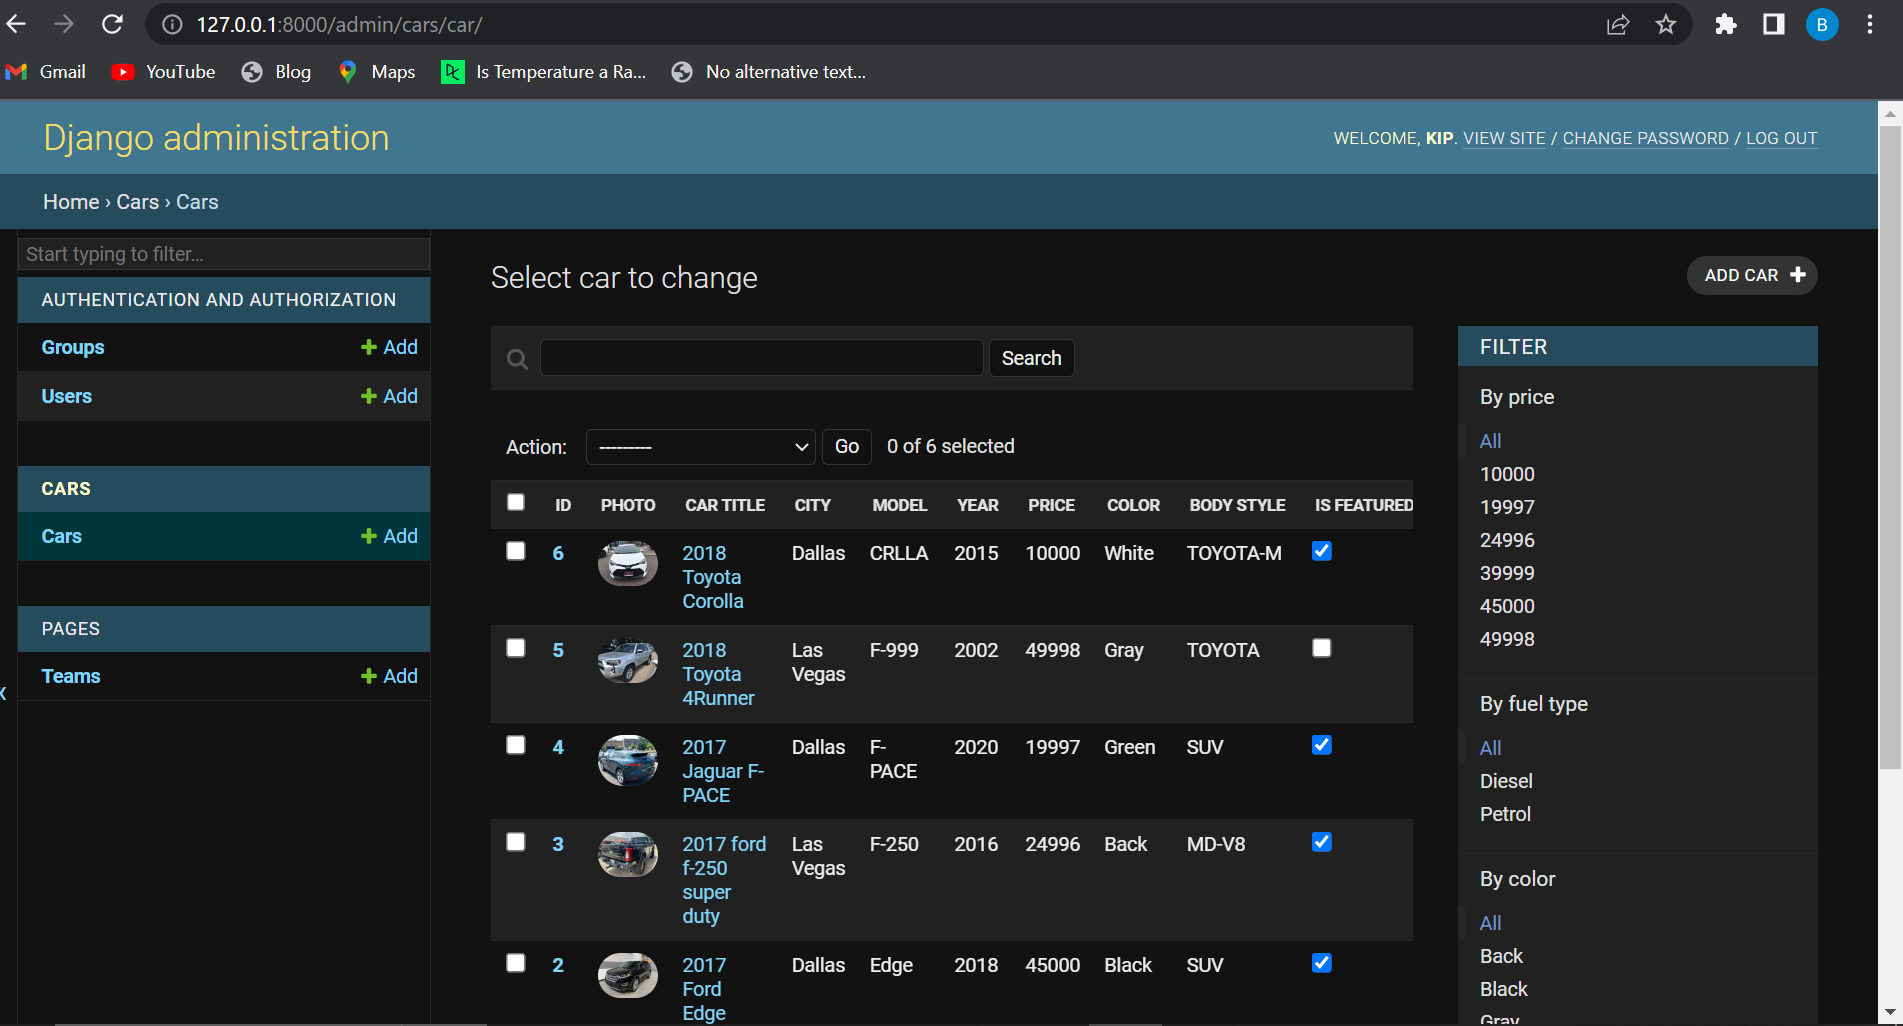 127.0.0.1:8000/admin/cars/car/
B
Gmail YouTube Blog Maps Is Temperature a Ra... No alternative text...
Django administration
WELCOME, KIP. VIEW SITE / CHANGE PASSWORD / LOG OUT
Home › Cars › Cars
Start typing to filter...
AUTHENTICATION AND AUTHORIZATION
Groups + Add
Users + Add
CARS
Cars + Add
PAGES
Teams + Add
Select car to change
ADD CAR +
Search
Action: --------- Go 0 of 6 selected
ID PHOTO CAR TITLE CITY MODEL YEAR PRICE COLOR BODY STYLE IS FEATURED
6 2018 Dallas CRLLA 2015 10000 White TOYOTA-M
Toyota
Corolla
5 2018 Las F-999 2002 49998 Gray TOYOTA
Toyota Vegas
4Runner
4 2017 Dallas F- 2020 19997 Green SUV
Jaguar F- PACE
PACE
3 2017 ford Las F-250 2016 24996 Back MD-V8
f-250 Vegas
super
duty
2 2017 Dallas Edge 2018 45000 Black SUV
Ford
Edge
FILTER
By price
All
10000
19997
24996
39999
45000
49998
By fuel type
All
Diesel
Petrol
By color
All
Back
Black
Gray